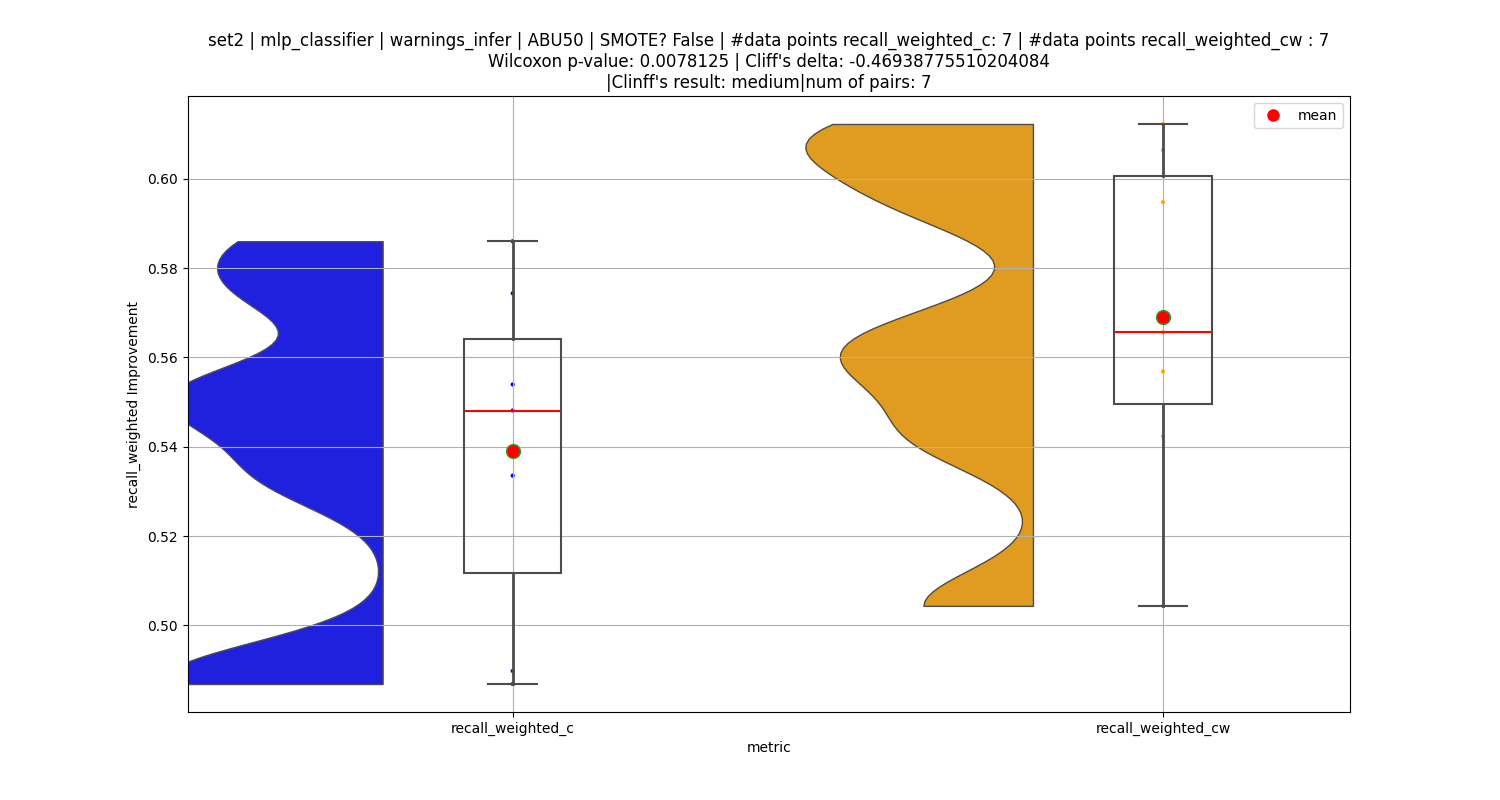 set2 | mlp_classifier | warnings_infer | ABU50 | SMOTE? False | #data points recall_weighted_c: 7 | #data points recall_weighted_cw : 7
Wilcoxon p-value: 0.0078125 | Cliff's delta: -0.46938775510204084
|Clinff's result: medium|num of pairs: 7
mean
0.60
0.58
0.56
0.54
0.52
0.50
recall_weighted Improvement
recall_weighted_c
recall_weighted_cw
metric